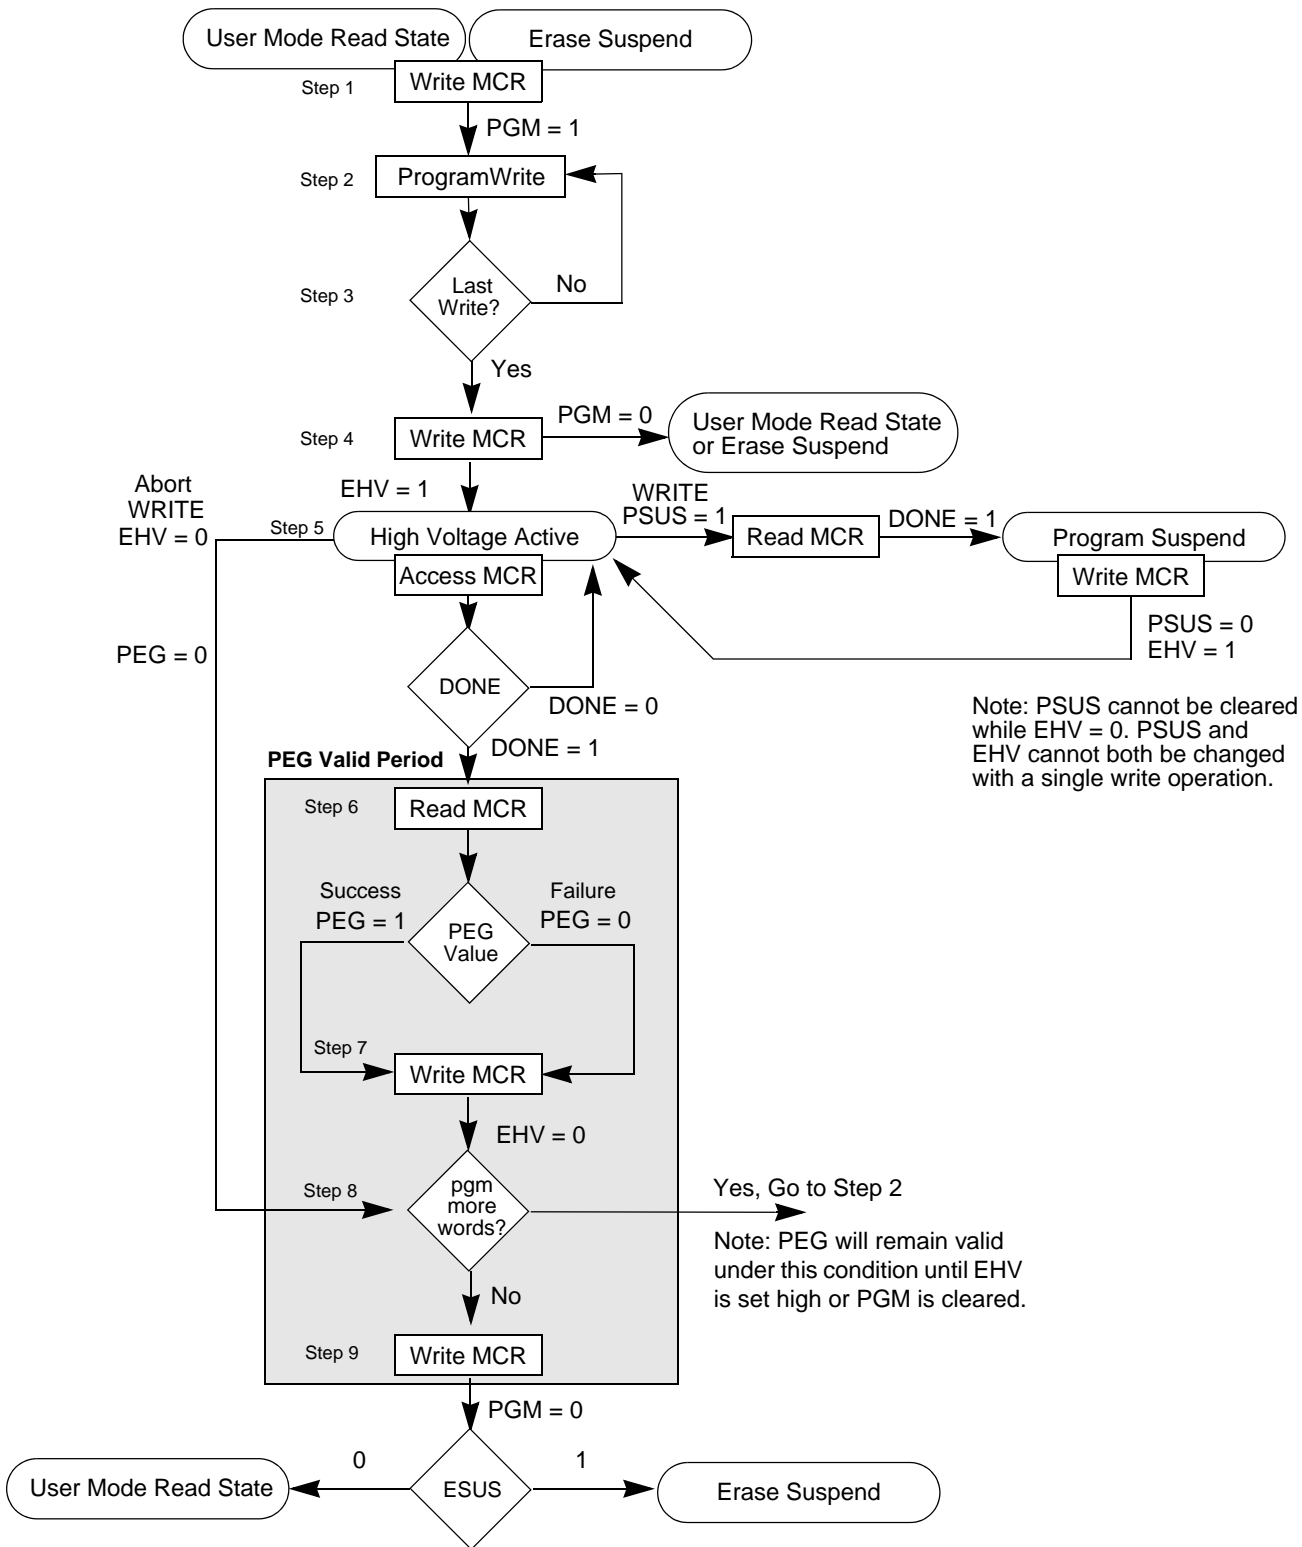 User Mode Read State
Erase Suspend
Step 1
Write MCR
PGM = 1
Step 2
ProgramWrite
Step 3
Last
Write?
No
Yes
Step 4
Write MCR
PGM = 0
User Mode Read State
or Erase Suspend
Abort
WRITE
EHV = 0
EHV = 1
Step 5
High Voltage Active
Access MCR
WRITE
PSUS = 1
Read MCR
DONE = 1
Program Suspend
Write MCR
PSUS = 0
EHV = 1
PEG = 0
DONE
DONE = 0
DONE = 1
Note: PSUS cannot be cleared
while EHV = 0. PSUS and
EHV cannot both be changed
with a single write operation.
PEG Valid Period
Step 6
Read MCR
Success
PEG = 1
Failure
PEG = 0
PEG
Value
Step 7
Write MCR
EHV = 0
Step 8
pgm
more
words?
Yes, Go to Step 2
Note: PEG will remain valid
under this condition until EHV
is set high or PGM is cleared.
No
Step 9
Write MCR
PGM = 0
0
ESUS
1
User Mode Read State
Erase Suspend